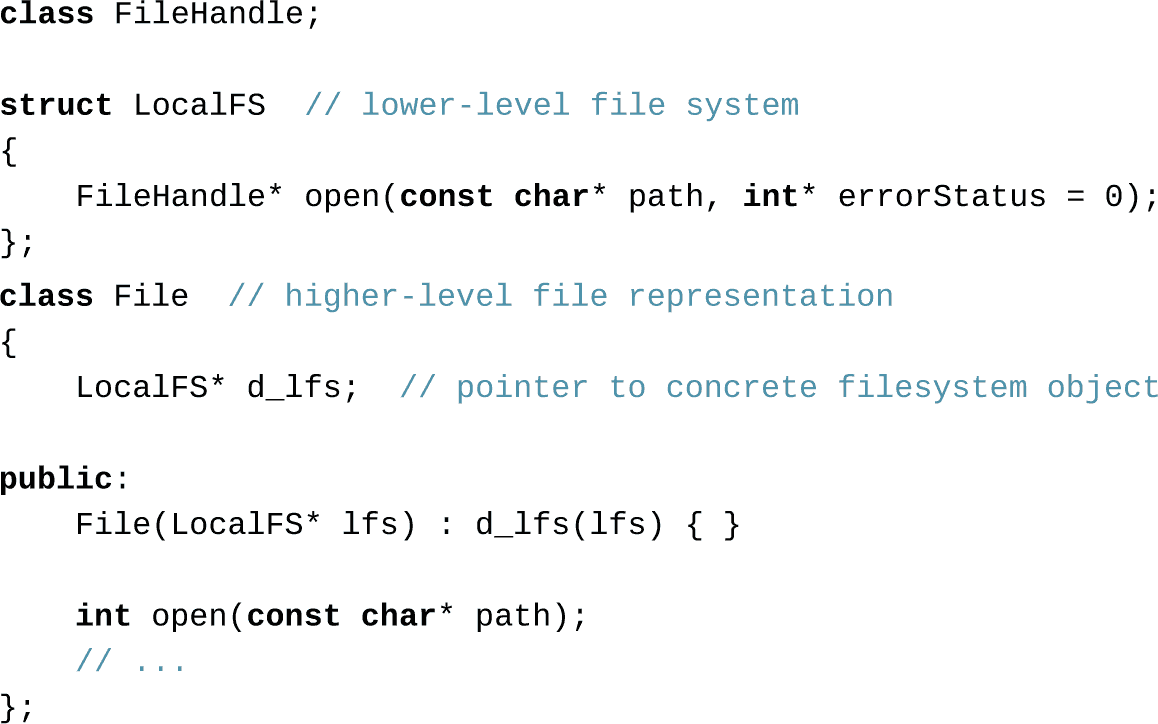 class FileHandle;
struct LocalFS  // lower-level file system
{
    FileHandle* open(const char* path, int* errorStatus = 0);
};
class File  // higher-level file representation
{
    LocalFS* d_lfs;  // pointer to concrete filesystem object
public:
    File(LocalFS* lfs) : d_lfs(lfs) { }
    int open(const char* path);
    // ...
};